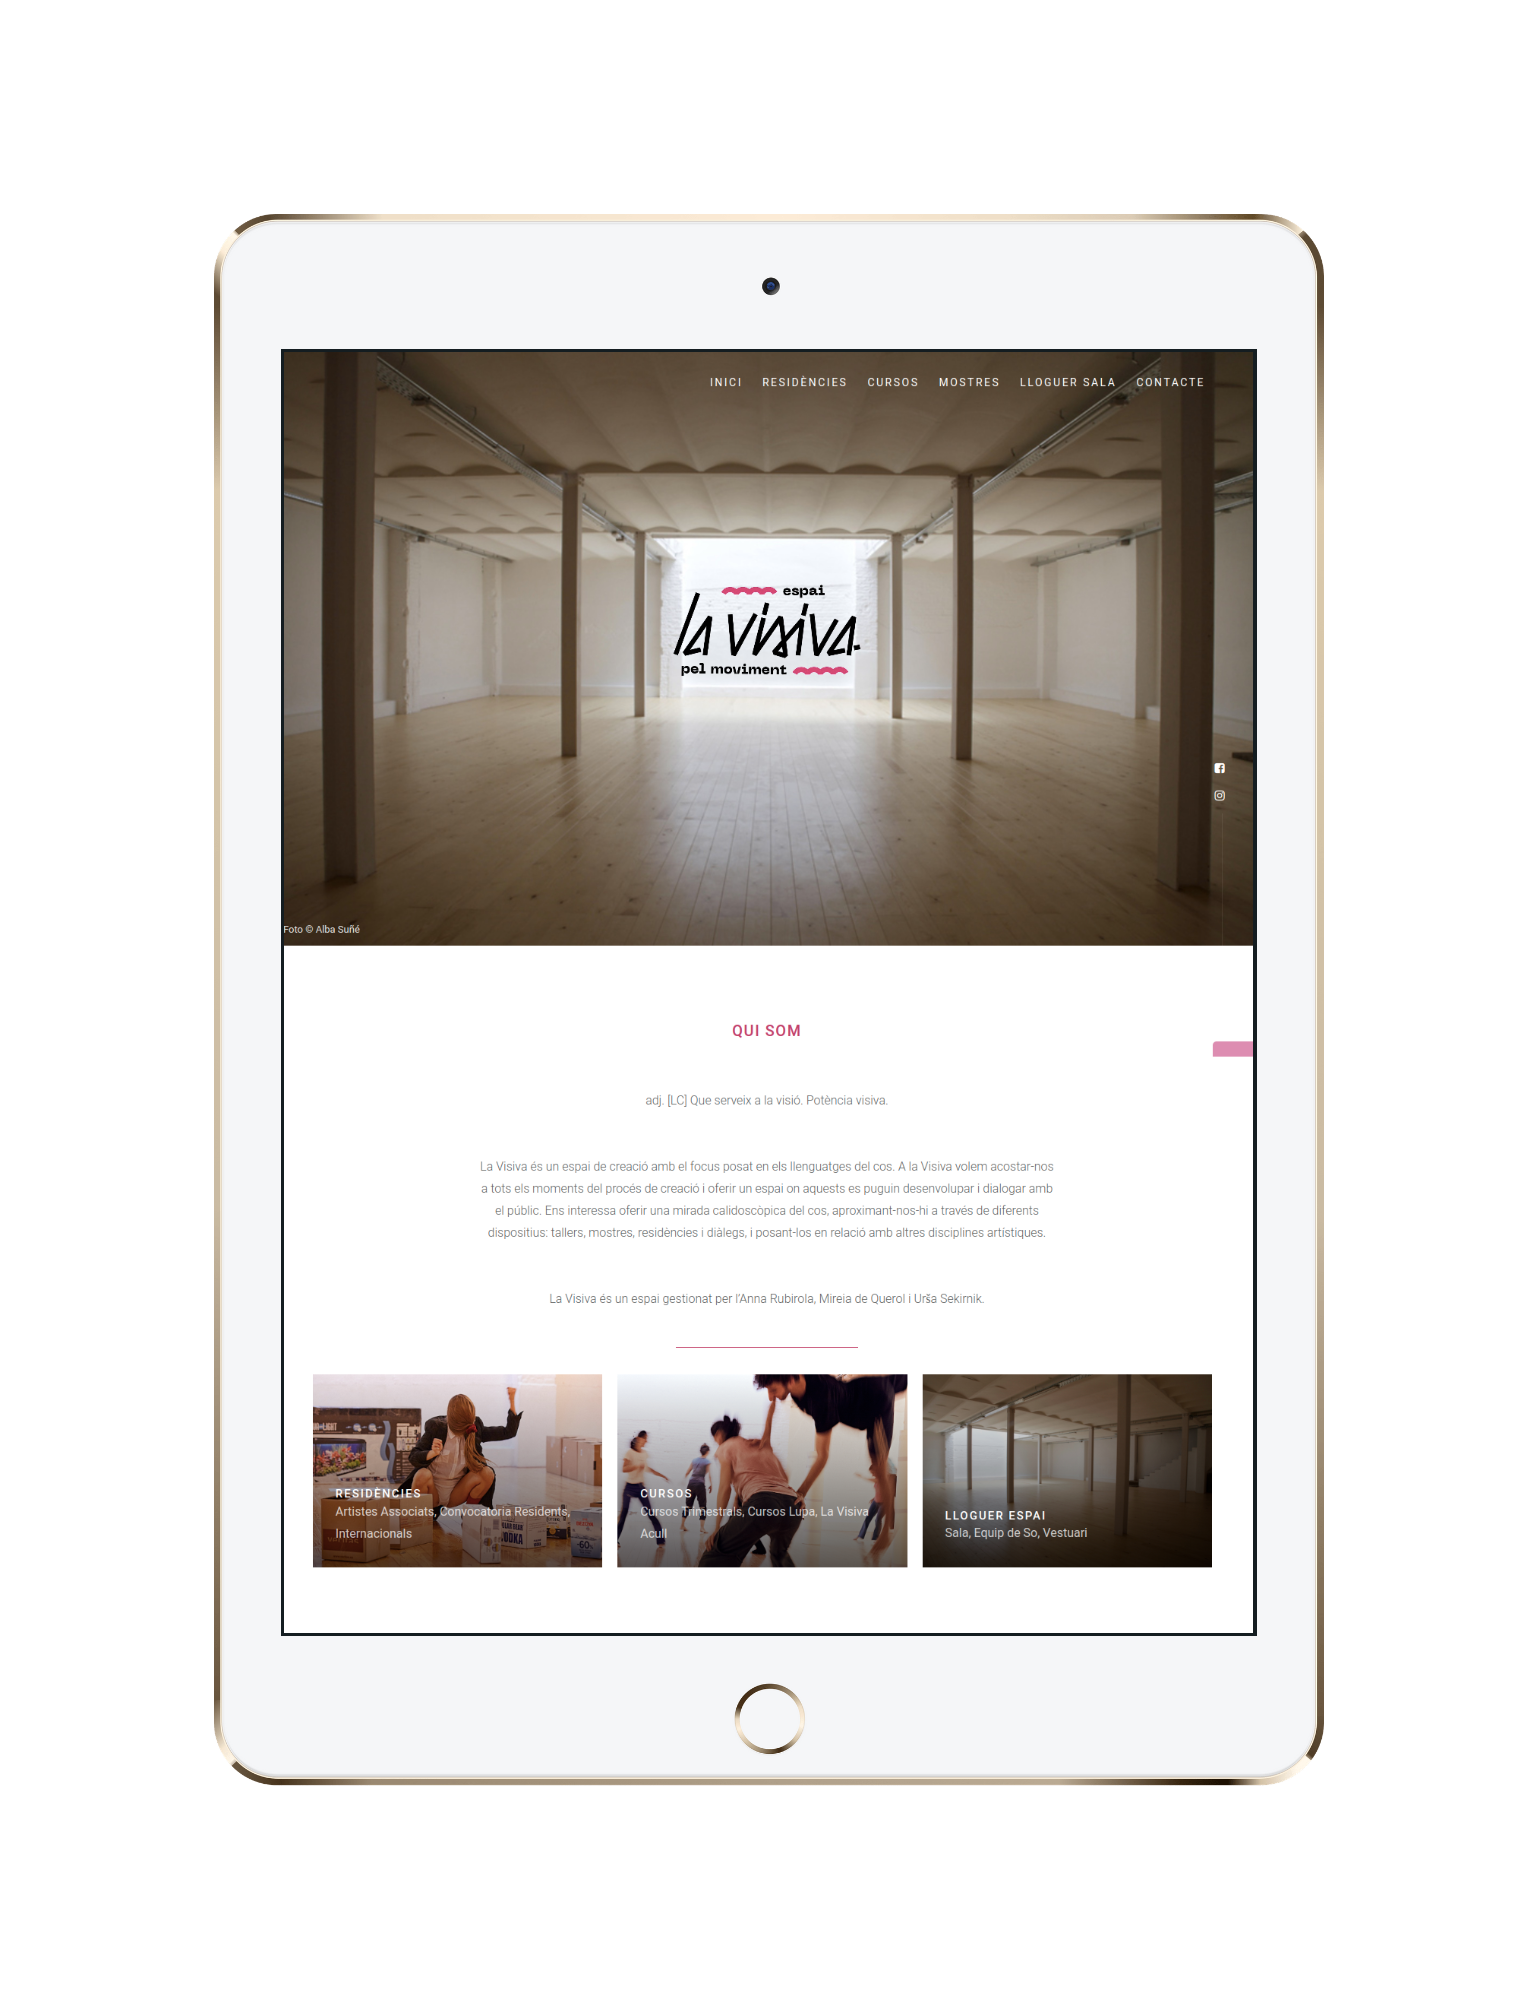 INICI RESIDÈNCIES CURSOS MOSTRES LLOGUER SALA CONTACTE
espai
la visiva.
pel moviment
Foto © Alba Suñé
QUI SOM
adj. [LC] Que serveix a la visió. Potència visiva.
La Visiva és un espai de creació amb el focus posat en els llenguatges del cos. A la Visiva volem acostar-nos
a tots els moments del procés de creació i oferir un espai on aquests es puguin desenvolupar i dialogar amb
el públic. Ens interessa oferir una mirada calidoscòpica del cos, aproximant-nos-hi a través de diferents
dispositius: tallers, mostres, residències i diàlegs, i posant-los en relació amb altres disciplines artístiques.
La Visiva és un espai gestionat per l'Anna Rubirola, Mireia de Querol i Urša Sekirnik.
RESIDÈNCIES
Artistes Associats, Convocatòria Residents,
Internacionals
CURSOS
Cursos Trimestrals, Cursos Lupa, La Visiva
Acull
LLOGUER ESPAI
Sala, Equip de So, Vestuari